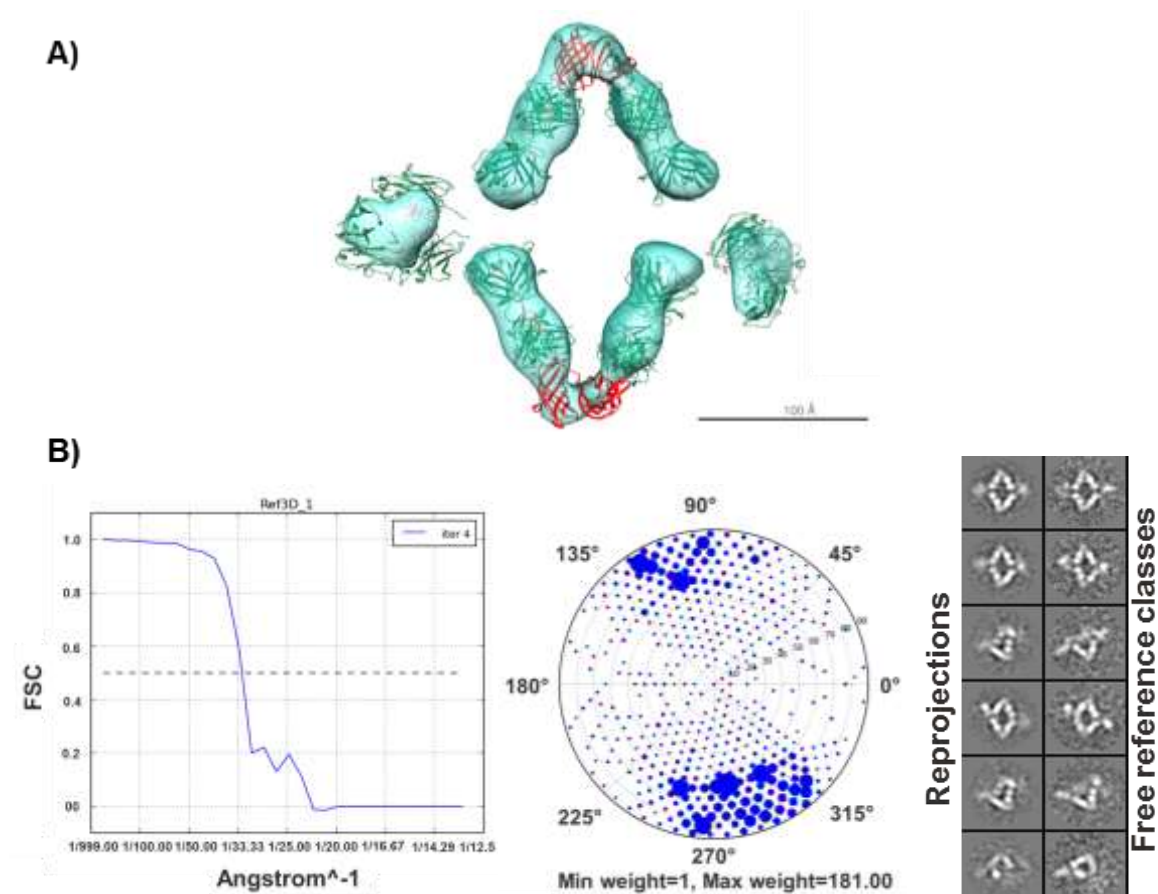 A)
100 Å
B)
Ref3D_1
iter 4
1.0
0.8
0.6
0.4
0.2
00
FSC
1/999.00 1/100.00 1/50.00 1/33.33 1/25.00 1/20.00 1/16.67 1/14.29 1/12.5
Angstrom^-1
90°
135°
45°
180°
0°
225°
315°
270°
Min weight=1, Max weight=181.00
Reprojections
Free reference classes